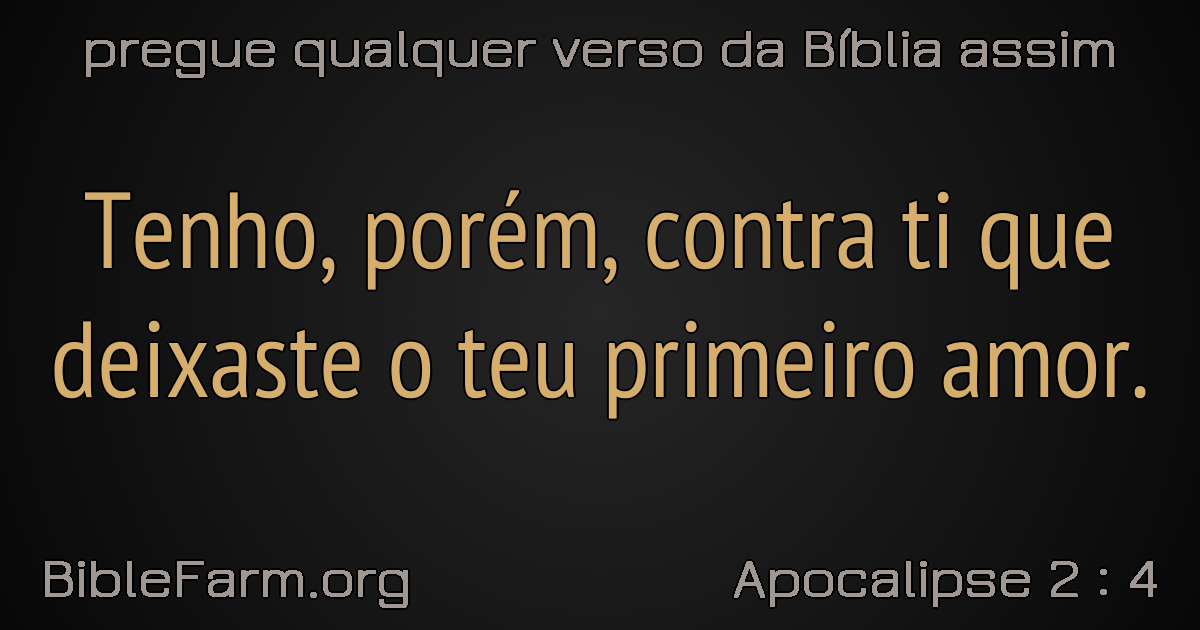 pregue qualquer verso da Bíblia assim
Tenho, porém, contra ti que
deixaste o teu primeiro amor.
BibleFarm.org
Apocalipse 2 : 4